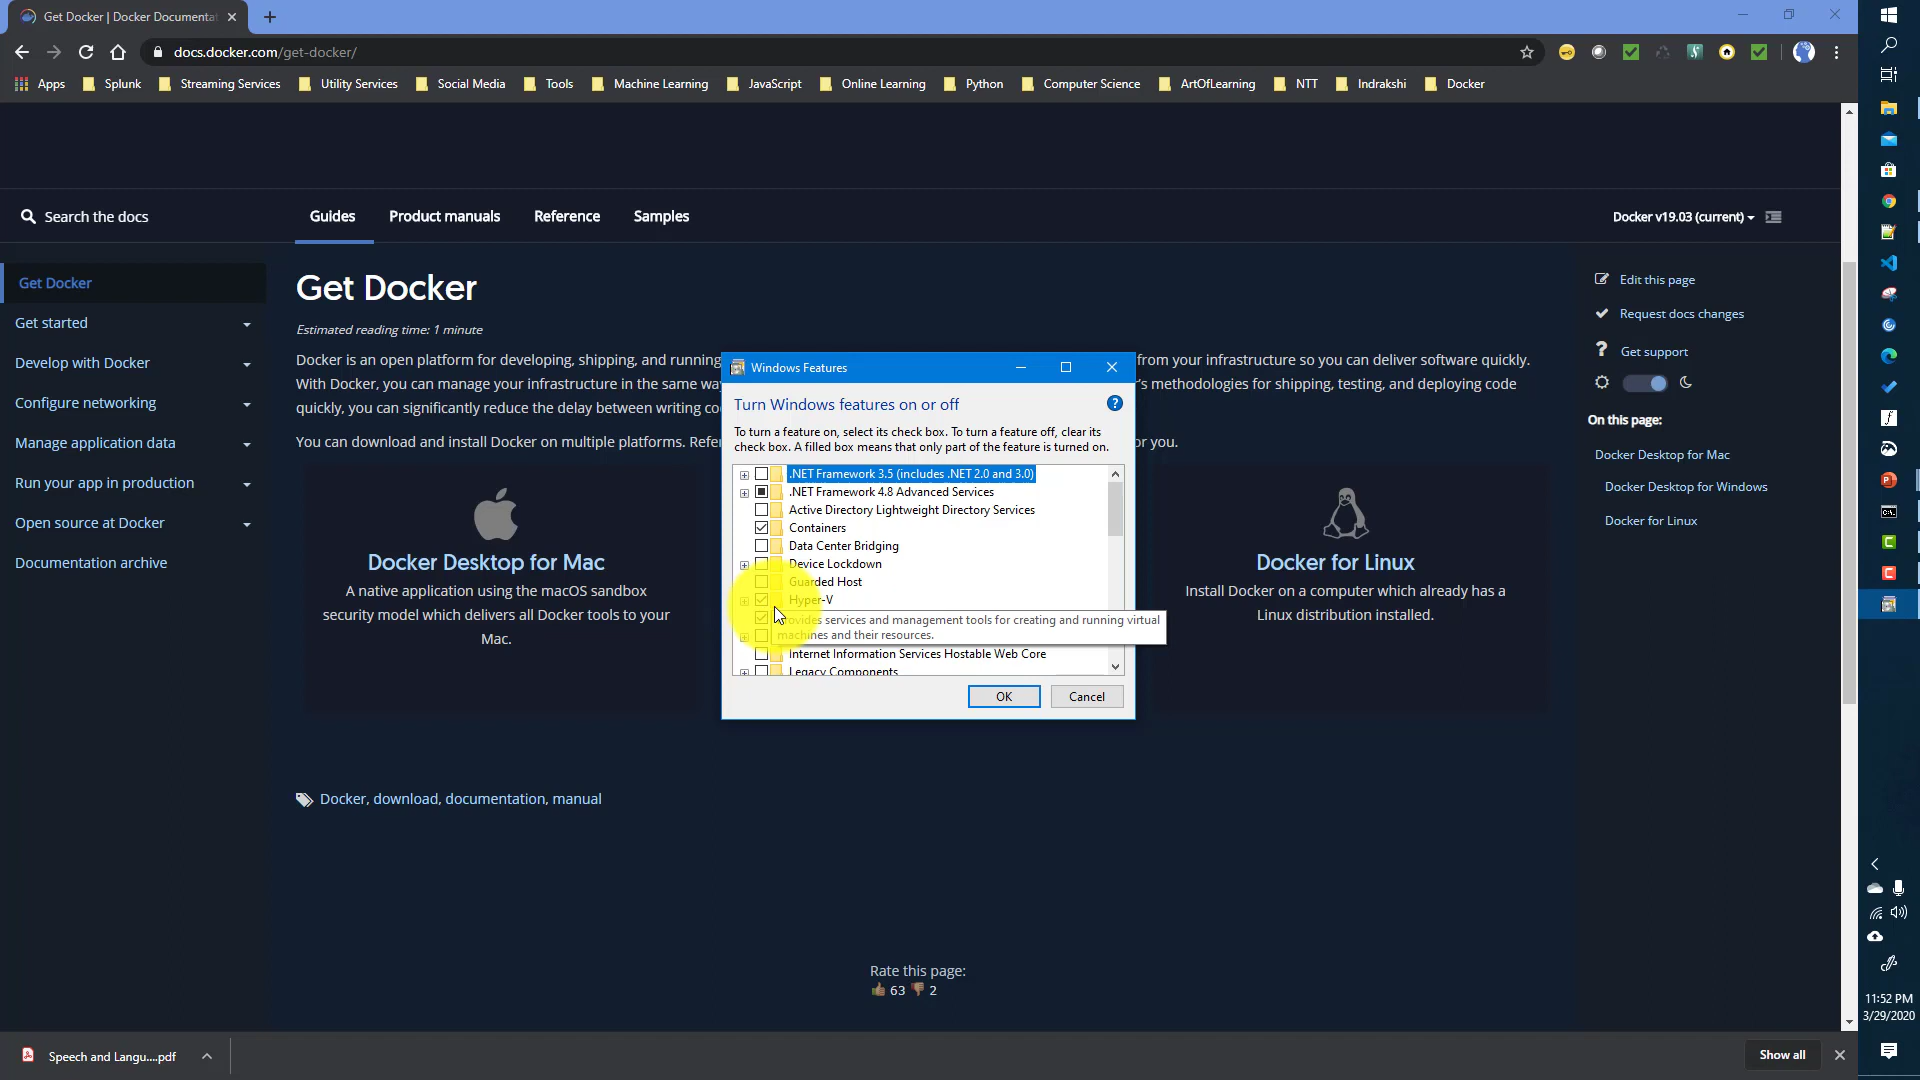 Get Docker | Docker Documentat
docs.docker.com/get-docker/
Apps
Splunk
Streaming Services
Utility Services
Social Media
Tools
Machine Learning
JavaScript
Online Learning
Python
Computer Science
ArtOfLearning
NTT
Indrakshi
Docker
Search the docs
Guides
Product manuals
Reference
Samples
Docker v19.03 (current)
Get Docker
Get started
Develop with Docker
Configure networking
Manage application data
Run your app in production
Open source at Docker
Documentation archive
Get Docker
Estimated reading time: 1 minute
Docker is an open platform for developing, shipping, and running
from your infrastructure so you can deliver software quickly.
With Docker, you can manage your infrastructure in the same
's methodologies for shipping, testing, and deploying code
quickly, you can significantly reduce the delay between writing
You can download and install Docker on multiple platforms.
or you.
Docker Desktop for Mac
A native application using the macOS sandbox
security model which delivers all Docker tools to your
Mac.
Docker for Linux
Install Docker on a computer which already has a
Linux distribution installed.
Docker, download, documentation, manual
Rate this page:
63 2
Edit this page
Request docs changes
Get support
On this page:
Docker Desktop for Mac
Docker Desktop for Windows
Docker for Linux
Windows Features
Turn Windows features on or off
To turn a feature on, select its check box. To turn a feature off, clear its
check box. A filled box means that only part of the feature is turned on.
.NET Framework 3.5 (includes .NET 2.0 and 3.0)
.NET Framework 4.8 Advanced Services
Active Directory Lightweight Directory Services
Containers
Data Center Bridging
Device Lockdown
Guarded Host
Hyper-V
ovides services and management tools for creating and running virtual
machines and their resources.
Internet Information Services Hostable Web Core
Legacy Components
OK
Cancel
Speech and Langu....pdf
Show all
11:52 PM
3/29/2020